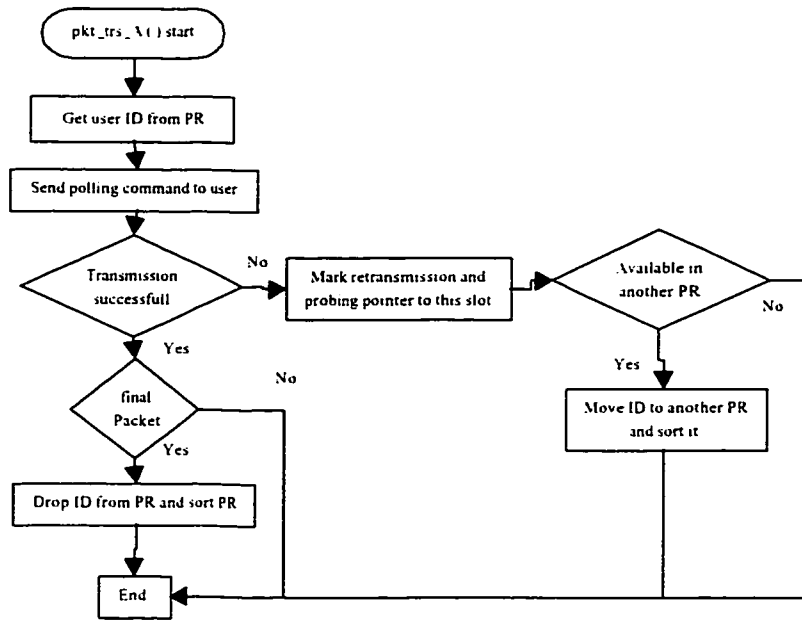 pkt_trs_A() start
Get user ID from PR
Send polling command to user
Transmission
successfull
No
Mark retransmission and
probing pointer to this slot
Available in
another PR
No
Yes
Yes
Move ID to another PR
and sort it
final
Packet
No
Yes
Drop ID from PR and sort PR
End